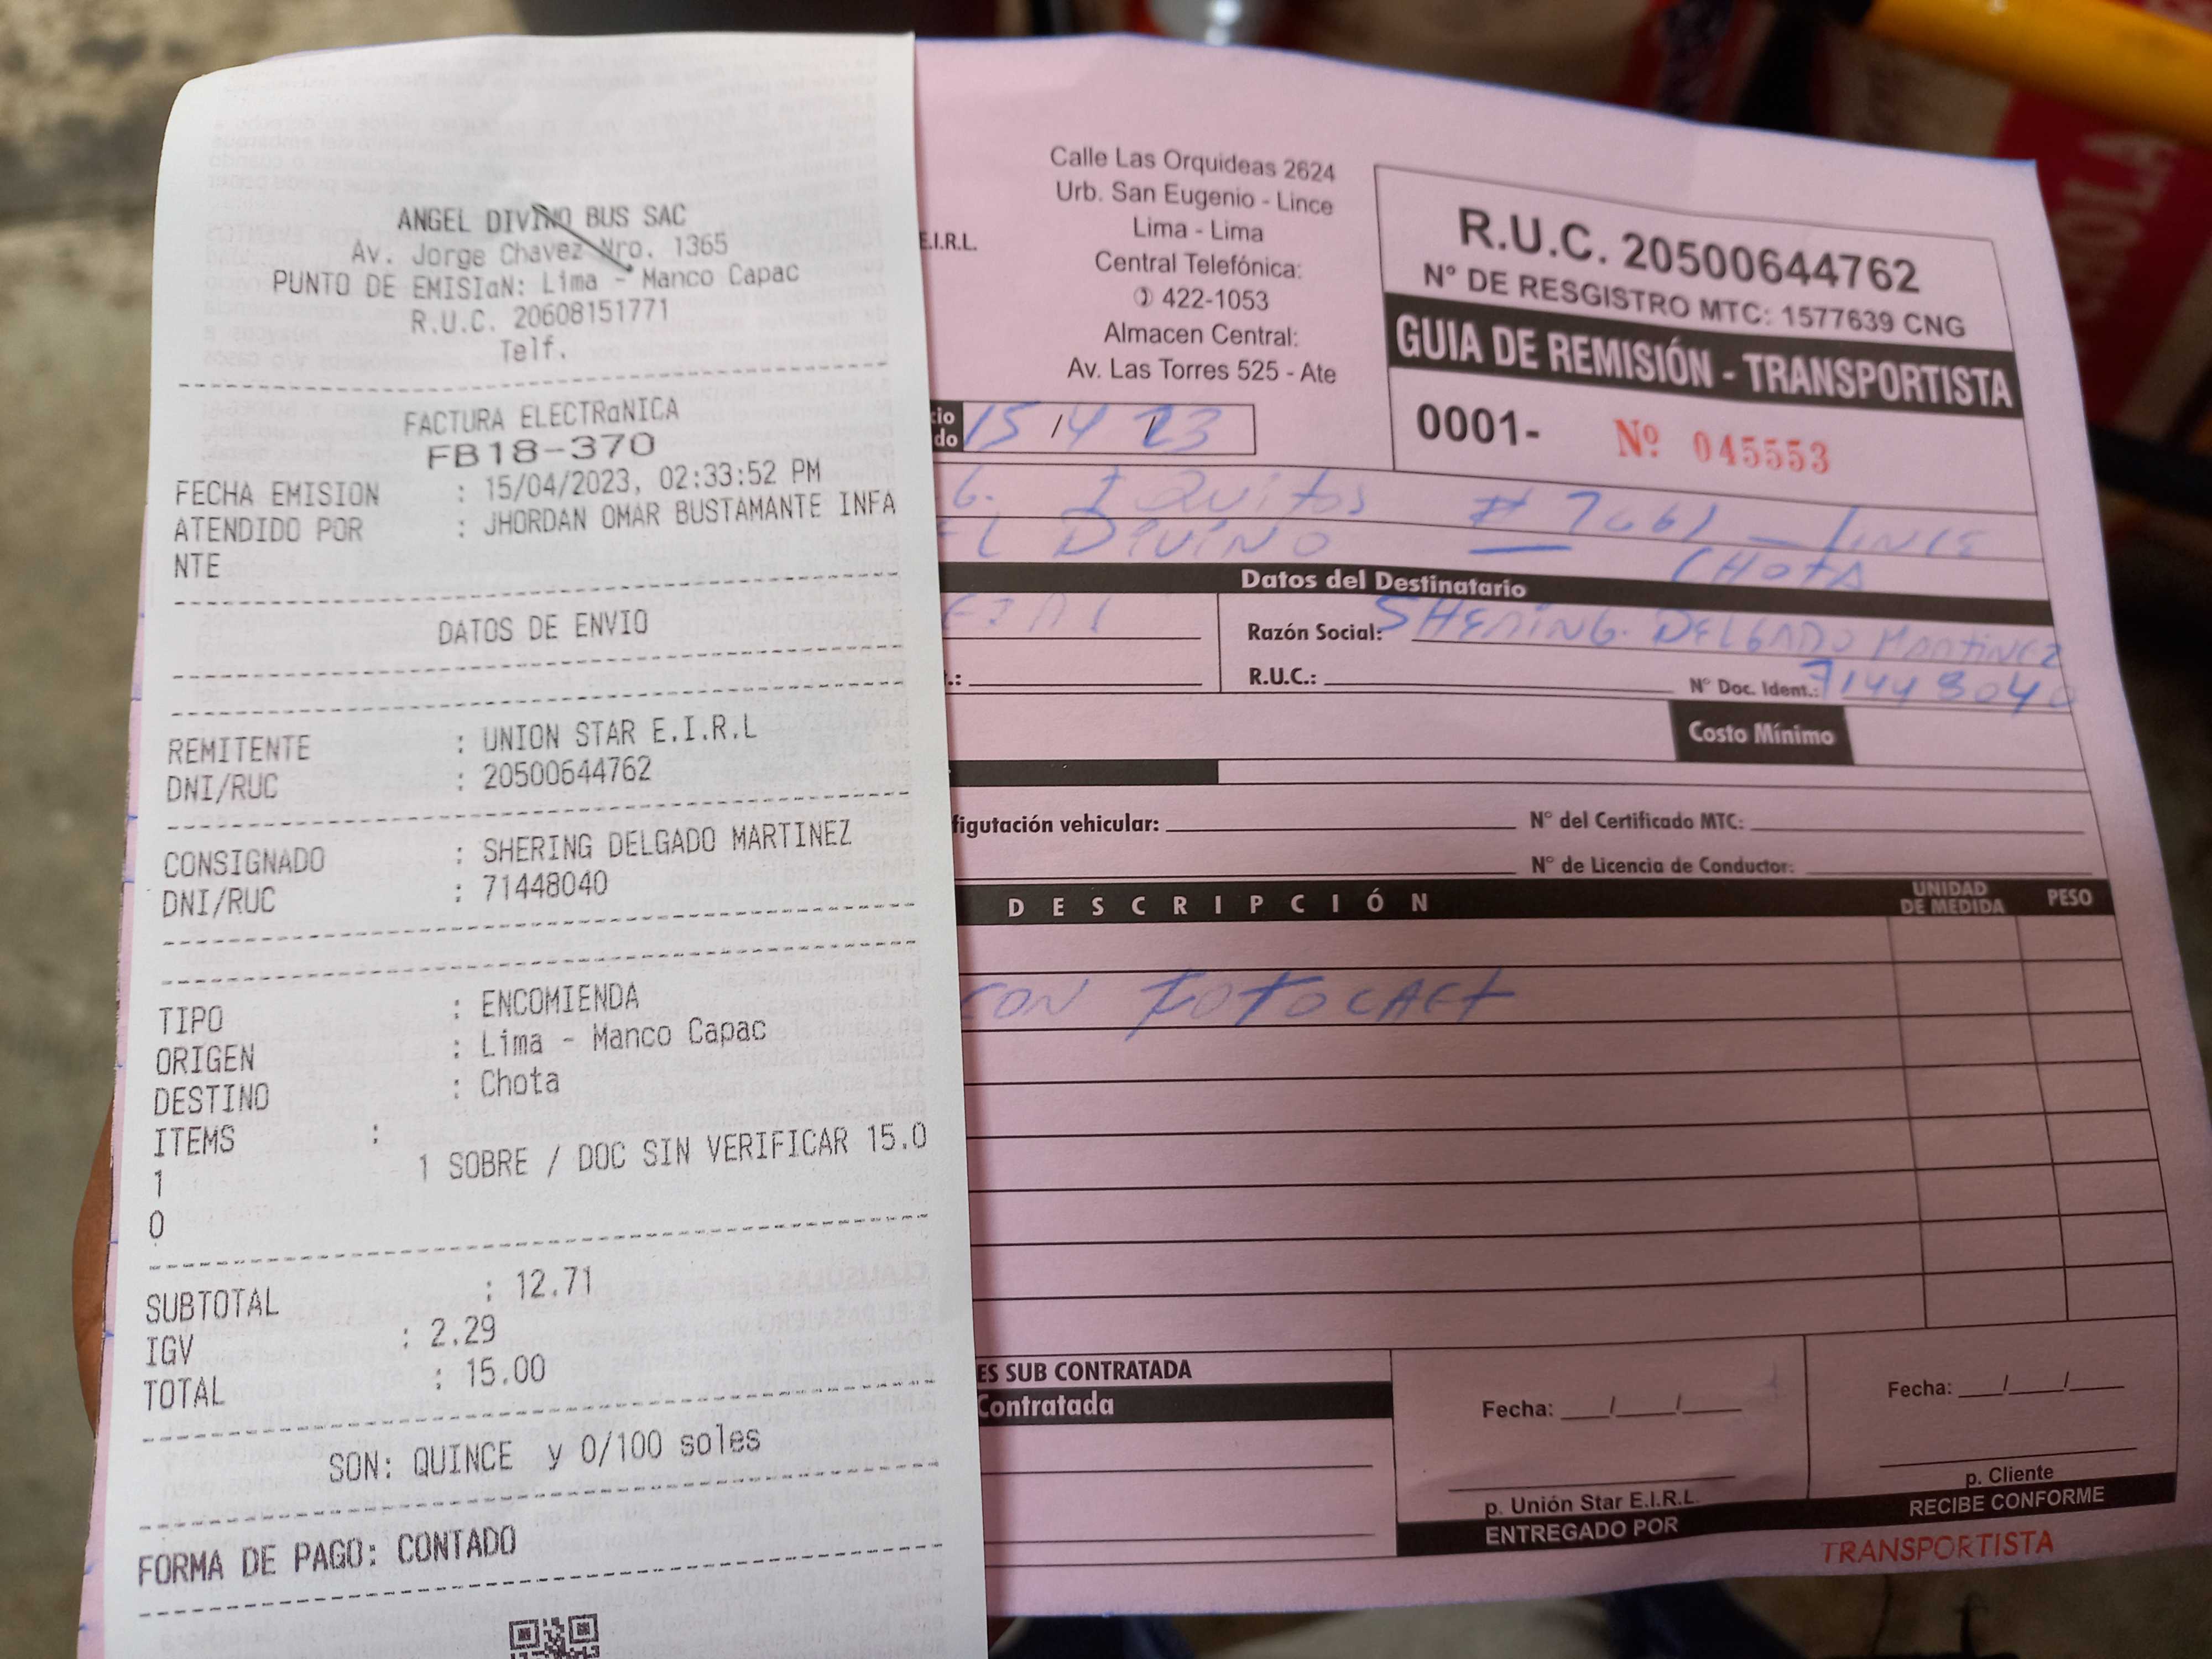 ANGEL DIVINO BUS SAC
Av. Jorge Chavez Nro. 1365
PUNTO DE EMISIaN: Lima - Manco Capac
R.U.C. 20608151771
Telf.
FACTURA ELECTRaNICA
FB18-370
FECHA EMISION : 15/04/2023, 02:33:52 PM
ATENDIDO POR : JHORDAN OMAR BUSTAMANTE INFA
NTE
DATOS DE ENVIO
REMITENTE : UNION STAR E.I.R.L
DNI/RUC : 20500644762
CONSIGNADO : SHERING DELGADO MARTINEZ
DNI/RUC : 71448040
TIPO : ENCOMIENDA
ORIGEN : Lima - Manco Capac
DESTINO : Chota
ITEMS :
1 1 SOBRE / DOC SIN VERIFICAR 15.0
0
SUBTOTAL : 12.71
IGV : 2.29
TOTAL : 15.00
SON: QUINCE y 0/100 soles
FORMA DE PAGO: CONTADO
E.I.R.L.
Calle Las Orquideas 2624
Urb. San Eugenio - Lince
Lima - Lima
Central Telefónica:
422-1053
Almacen Central:
Av. Las Torres 525 - Ate
R.U.C. 20500644762
N° DE RESGISTRO MTC: 1577639 CNG
GUIA DE REMISIÓN - TRANSPORTISTA
0001- Nº 045553
cio
do 15 / 4 / 23
Iquitos # - LINCE
EL DIVINO CHOTA
Datos del Destinatario
Razón Social: SHERING. DELGADO MARTINEZ
R.U.C.: N° Doc. Ident.: 71448040
Costo Mínimo
figutación vehicular: N° del Certificado MTC:
N° de Licencia de Conductor:
DESCRIPCIÓN UNIDAD DE MEDIDA PESO
CON
ES SUB CONTRATADA
Contratada
Fecha: / /
p. Unión Star E.I.R.L.
ENTREGADO POR
Fecha: / /
p. Cliente
RECIBE CONFORME
TRANSPORTISTA